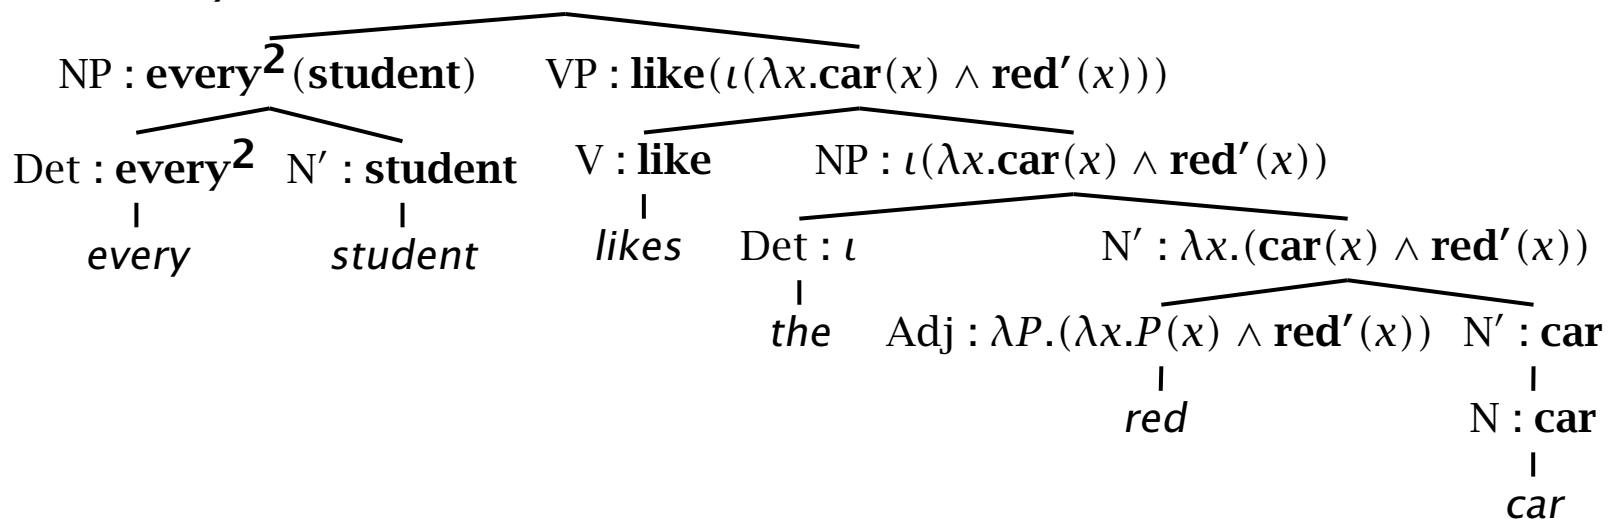 NP : every²(student) VP : like(ι(λx.car(x) ∧ red′(x)))
Det : every² N′ : student V : like NP : ι(λx.car(x) ∧ red′(x))
every student likes Det : ι N′ : λx.(car(x) ∧ red′(x))
the Adj : λP.(λx.P(x) ∧ red′(x)) N′ : car
red N : car
car